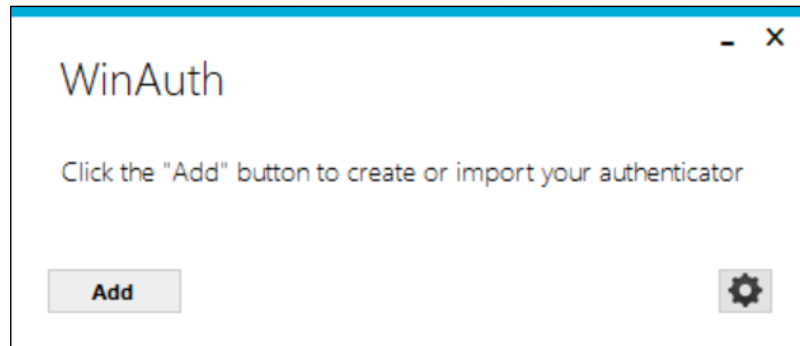 WinAuth
Click the "Add" button to create or import your authenticator
Add